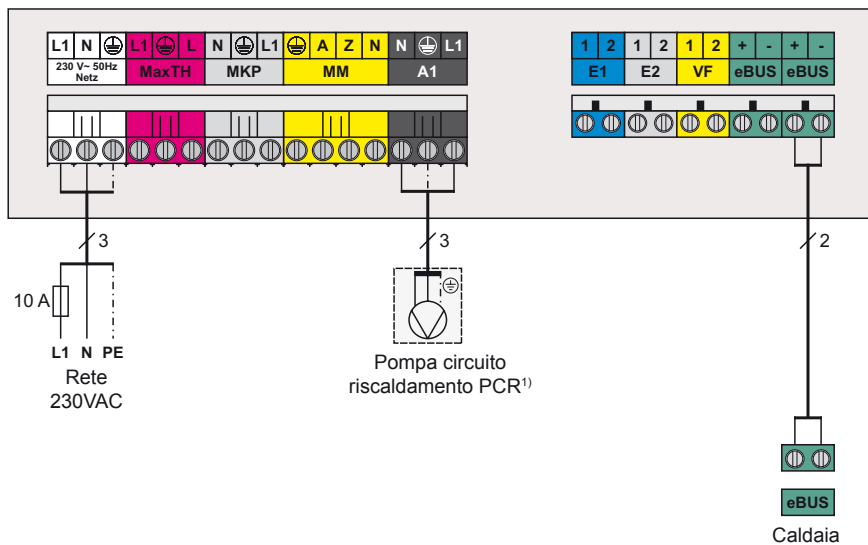 L1 N L1 L N L1 A Z N N L1
1 2 1 2 1 2 + - + -
230 V~ 50Hz
Netz
MaxTH MKP MM A1
E1 E2 VF eBUS eBUS
3 3 2
10 A
L1 N PE
Rete
230VAC
Pompa circuito
riscaldamento PCR1)
eBUS
Caldaia